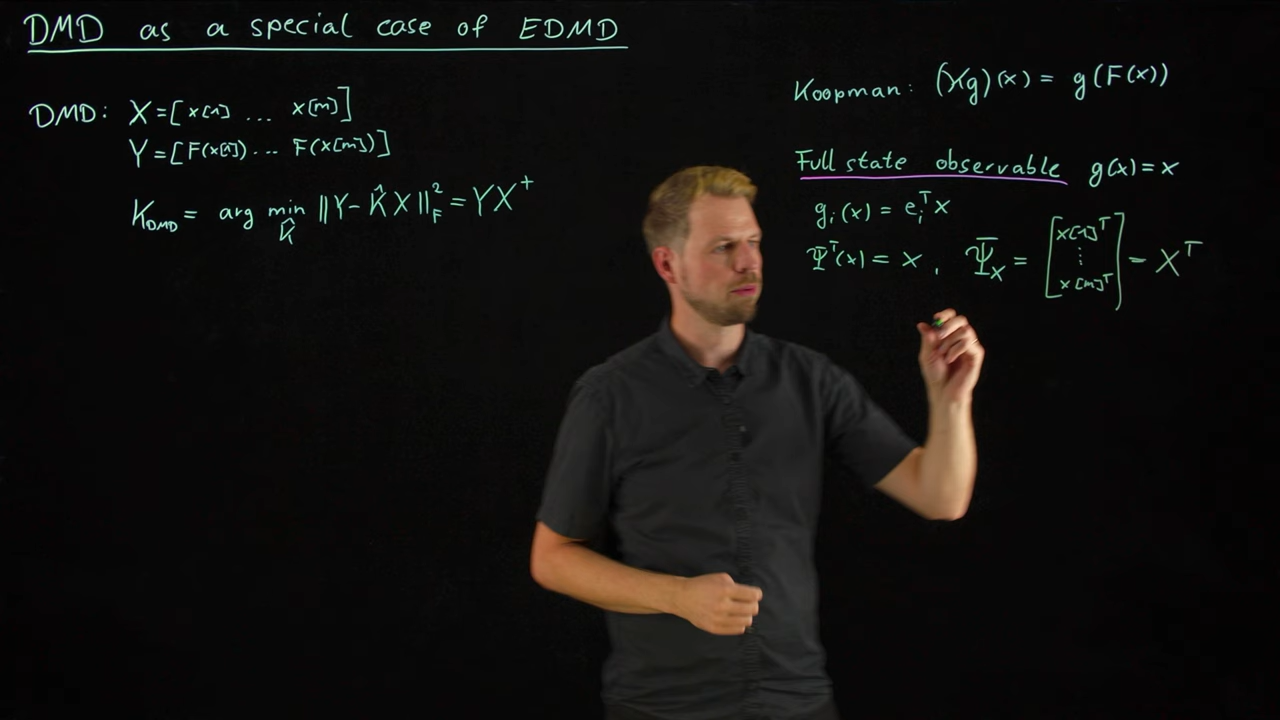 DMD as a special case of EDMD
DMD: X = [x[1] ... x[m]]
Y = [F(x[1]) ... F(x[m])]
K_DMD = arg min_K̂ ‖Y − K̂X‖_F^2 = YX^+
Koopman: (𝒦g)(x) = g(F(x))
Full state observable g(x) = x
g_i(x) = e_i^T x
Ψ^T(x) = x, Ψ_X = [x[1]^T ⋮ x[m]^T] = X^T